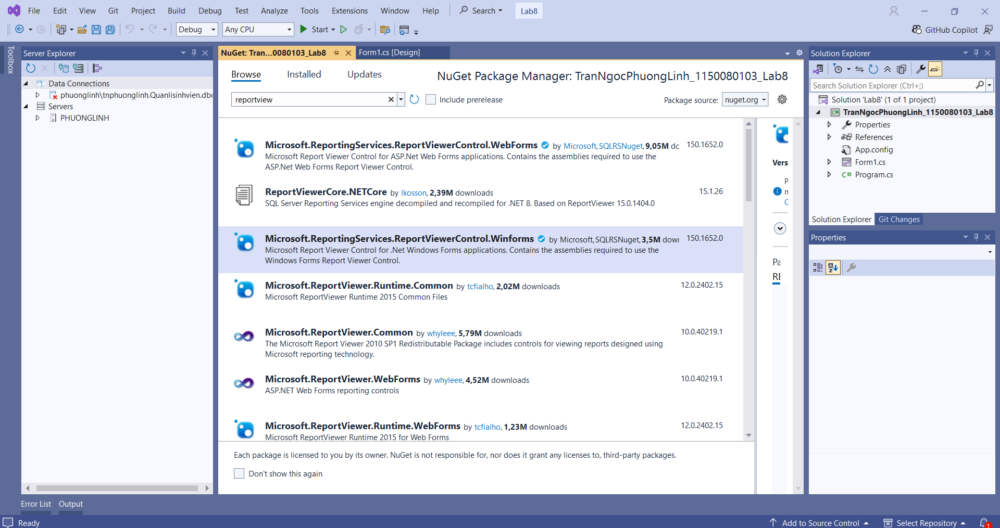 File Edit View Git Project Build Debug Test Analyze Tools Extensions Window Help Search Lab8
Debug Any CPU Start GitHub Copilot
Toolbox
Server Explorer
Data Connections
phuonglinh\tnphuonglinh.Quanlisinhvien.dbo
Servers
PHUONGLINH
NuGet: Tran...0080103_Lab8 Form1.cs [Design]
Browse Installed Updates NuGet Package Manager: TranNgocPhuongLinh_1150080103_Lab8
reportview Include prerelease Package source: nuget.org
Microsoft.ReportingServices.ReportViewerControl.WebForms by Microsoft, SQLRSNuget, 9,05M dc 150.1652.0
Microsoft Report Viewer Control for ASP.Net Web Forms applications. Contains the assemblies required to use the
ASP.Net Web Forms Report Viewer Control.
ReportViewerCore.NETCore by lkosson, 2,39M downloads 15.1.26
SQL Server Reporting Services engine decompiled and recompiled for .NET 8. Based on ReportViewer 15.0.1404.0
Microsoft.ReportingServices.ReportViewerControl.Winforms by Microsoft, SQLRSNuget, 3,5M dow 150.1652.0
Microsoft Report Viewer Control for .Net Windows Forms applications. Contains the assemblies required to use the
Windows Forms Report Viewer Control.
Microsoft.ReportViewer.Runtime.Common by tcfialho, 2,02M downloads 12.0.2402.15
Microsoft ReportViewer Runtime 2015 Common Files
Microsoft.ReportViewer.Common by whyleee, 5,79M downloads 10.0.40219.1
The Microsoft Report Viewer 2010 SP1 Redistributable Package includes controls for viewing reports designed using
Microsoft reporting technology.
Microsoft.ReportViewer.WebForms by whyleee, 4,52M downloads 10.0.40219.1
ASP.NET Web Forms reporting controls
Microsoft.ReportViewer.Runtime.WebForms by tcfialho, 1,23M downloads 12.0.2402.15
Microsoft ReportViewer Runtime 2015 for Web Forms
Each package is licensed to you by its owner. NuGet is not responsible for, nor does it grant any licenses to, third-party packages.
Don't show this again
Vers
Pa
RE
Solution Explorer
Search Solution Explorer (Ctrl+;)
Solution 'Lab8' (1 of 1 project)
TranNgocPhuongLinh_1150080103_Lab8
Properties
References
App.config
Form1.cs
C# Program.cs
Solution Explorer Git Changes
Properties
Error List Output
Ready Add to Source Control Select Repository 1